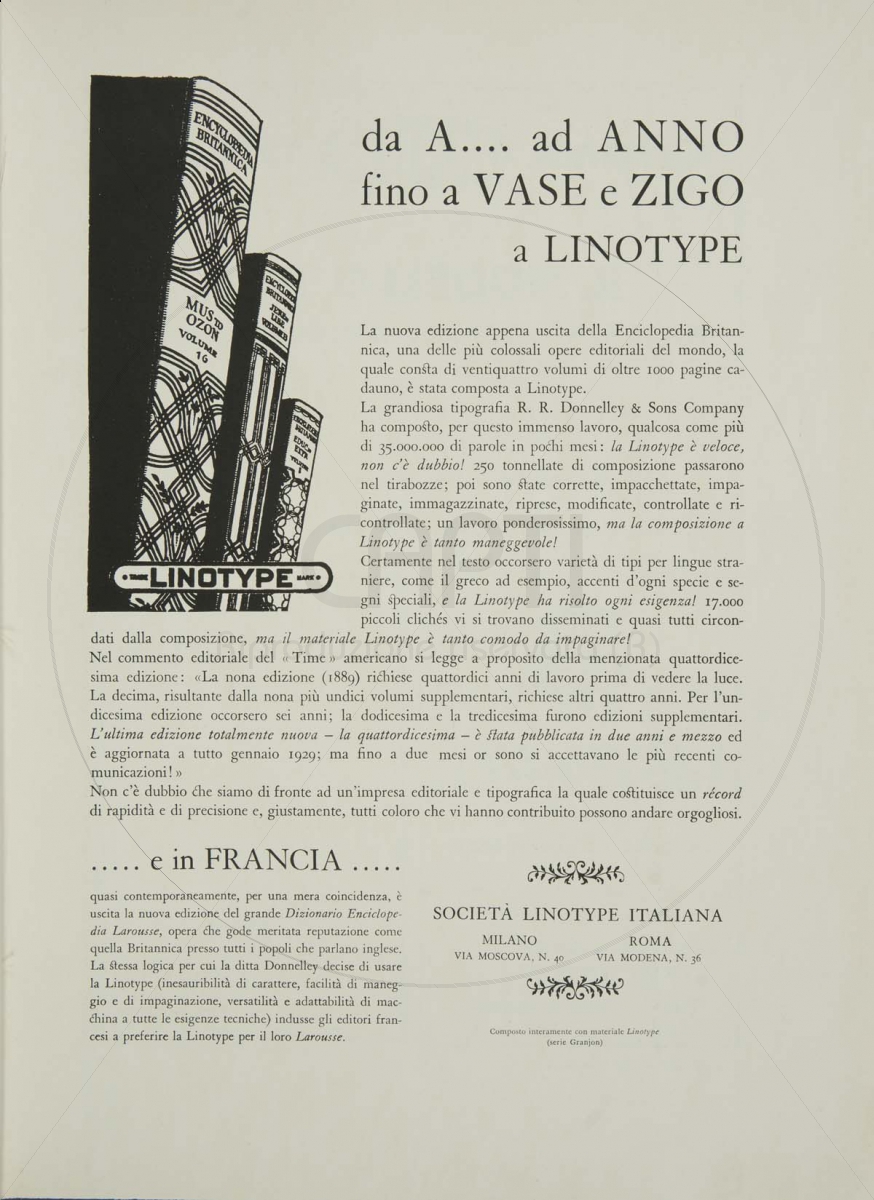 ENCYCLOPEDIA
BRITANNICA
MUS TO
OZON
VOLUME
16
LINOTYPE
da A.... ad ANNO
fino a VASE e ZIGO
a LINOTYPE
La nuova edizione appena uscita della Enciclopedia Britan-
nica, una delle più colossali opere editoriali del mondo, la
quale consta di ventiquattro volumi di oltre 1000 pagine ca-
dauno, è stata composta a Linotype.
La grandiosa tipografia R. R. Donnelley & Sons Company
ha composto, per questo immenso lavoro, qualcosa come più
di 35.000.000 di parole in pochi mesi: la Linotype è veloce,
non c'è dubbio! 250 tonnellate di composizione passarono
nel tirabozze; poi sono state corrette, impacchettate, impa-
ginate, immagazzinate, riprese, modificate, controllate e ri-
controllate; un lavoro ponderosissimo, ma la composizione a
Linotype è tanto maneggevole!
Certamente nel testo occorsero varietà di tipi per lingue stra-
niere, come il greco ad esempio, accenti d'ogni specie e se-
gni speciali, e la Linotype ha risolto ogni esigenza! 17.000
piccoli clichés vi si trovano disseminati e quasi tutti circon-
dati dalla composizione, ma il materiale Linotype è tanto comodo da impaginare!
Nel commento editoriale del «Time» americano si legge a proposito della menzionata quattordice-
sima edizione: «La nona edizione (1889) richiese quattordici anni di lavoro prima di vedere la luce.
La decima, risultante dalla nona più undici volumi supplementari, richiese altri quattro anni. Per l'un-
dicesima edizione occorsero sei anni; la dodicesima e la tredicesima furono edizioni supplementari.
L'ultima edizione totalmente nuova – la quattordicesima – è stata pubblicata in due anni e mezzo ed
è aggiornata a tutto gennaio 1929; ma fino a due mesi or sono si accettavano le più recenti co-
municazioni!»
Non c'è dubbio che siamo di fronte ad un'impresa editoriale e tipografica la quale costituisce un récord
di rapidità e di precisione e, giustamente, tutti coloro che vi hanno contribuito possono andare orgogliosi.
..... e in FRANCIA .....
quasi contemporaneamente, per una mera coincidenza, è
uscita la nuova edizione del grande Dizionario Enciclope-
dia Larousse, opera che gode meritata reputazione come
quella Britannica presso tutti i popoli che parlano inglese.
La stessa logica per cui la ditta Donnelley decise di usare
la Linotype (inesauribilità di carattere, facilità di maneg-
gio e di impaginazione, versatilità e adattabilità di mac-
china a tutte le esigenze tecniche) indusse gli editori fran-
cesi a preferire la Linotype per il loro Larousse.
SOCIETÀ LINOTYPE ITALIANA
MILANO
VIA MOSCOVA, N. 40
ROMA
VIA MODENA, N. 36
Composto interamente con materiale Linotype
(serie Granjon)